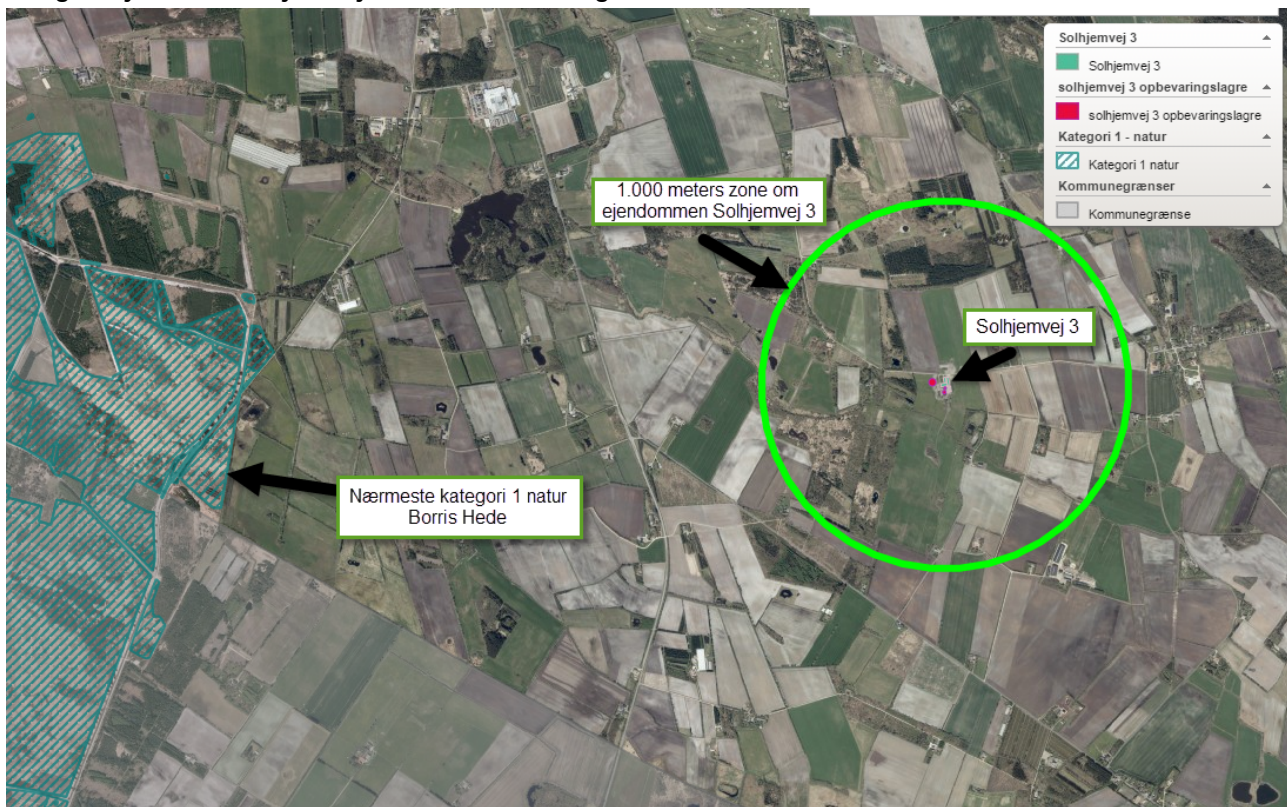 Solhjemvej 3
Solhjemvej 3
solhjemvej 3 opbevaringslagre
solhjemvej 3 opbevaringslagre
Kategori 1 - natur
Kategori 1 natur
Kommunegrænser
Kommunegrænse
1.000 meters zone om
ejendommen Solhjemvej 3
Solhjemvej 3
Nærmeste kategori 1 natur
Borris Hede